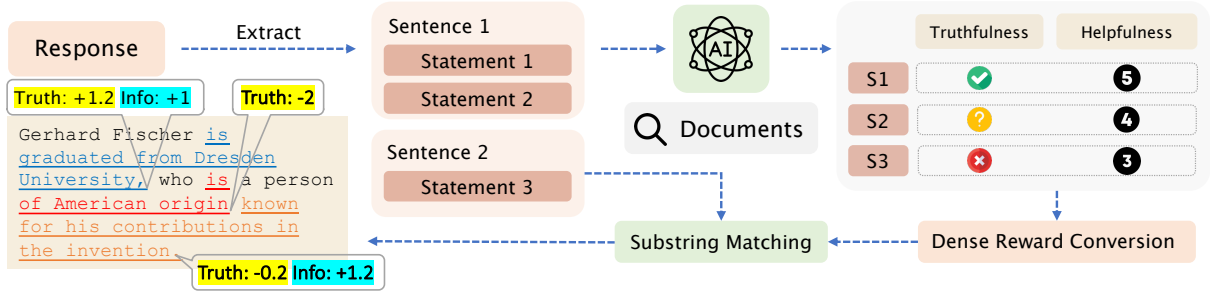 Response
Extract
Sentence 1
Statement 1
Statement 2
Sentence 2
Statement 3
AI
Documents
Truthfulness Helpfulness
S1 5
S2 ? 4
S3 3
Truth: +1.2 Info: +1
Truth: -2
Gerhard Fischer is
graduated from Dresden
University, who is a person
of American origin known
for his contributions in
the invention.
Truth: -0.2 Info: +1.2
Substring Matching
Dense Reward Conversion